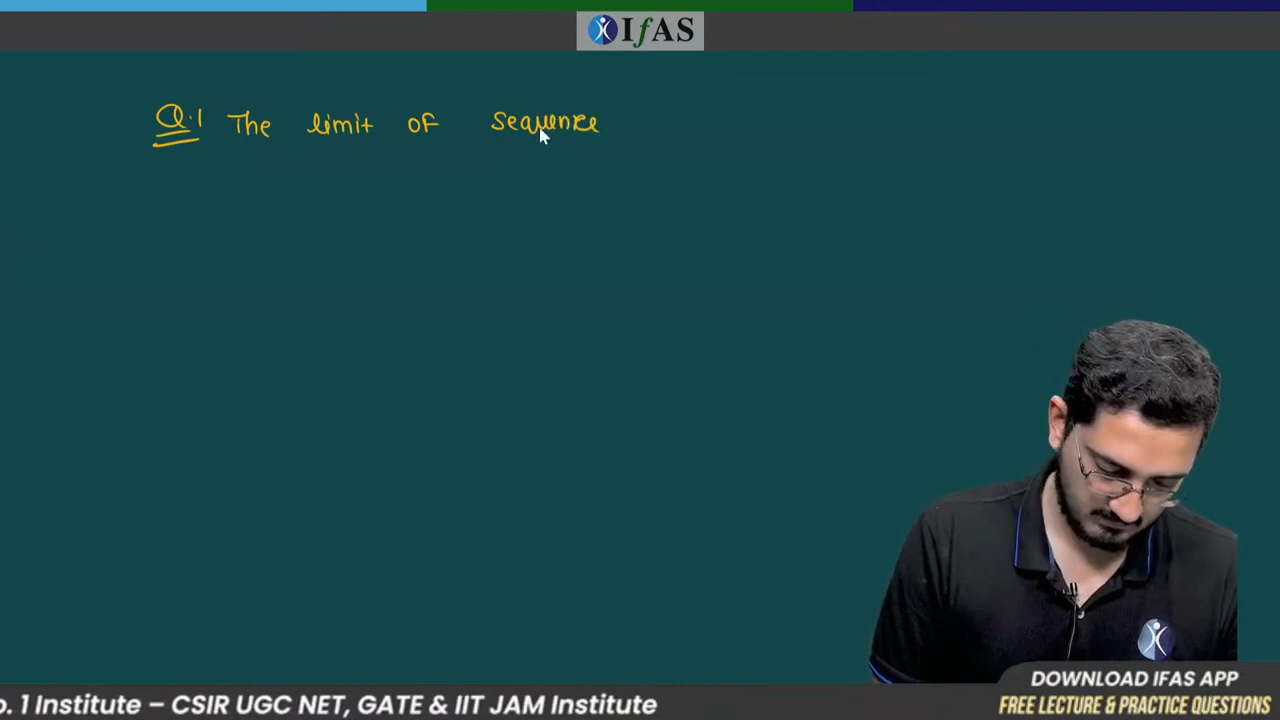 IfAS
Q.1 The limit of sequence
DOWNLOAD IFAS APP
o. 1 Institute – CSIR UGC NET, GATE & IIT JAM Institute
FREE LECTURE & PRACTICE QUESTIONS